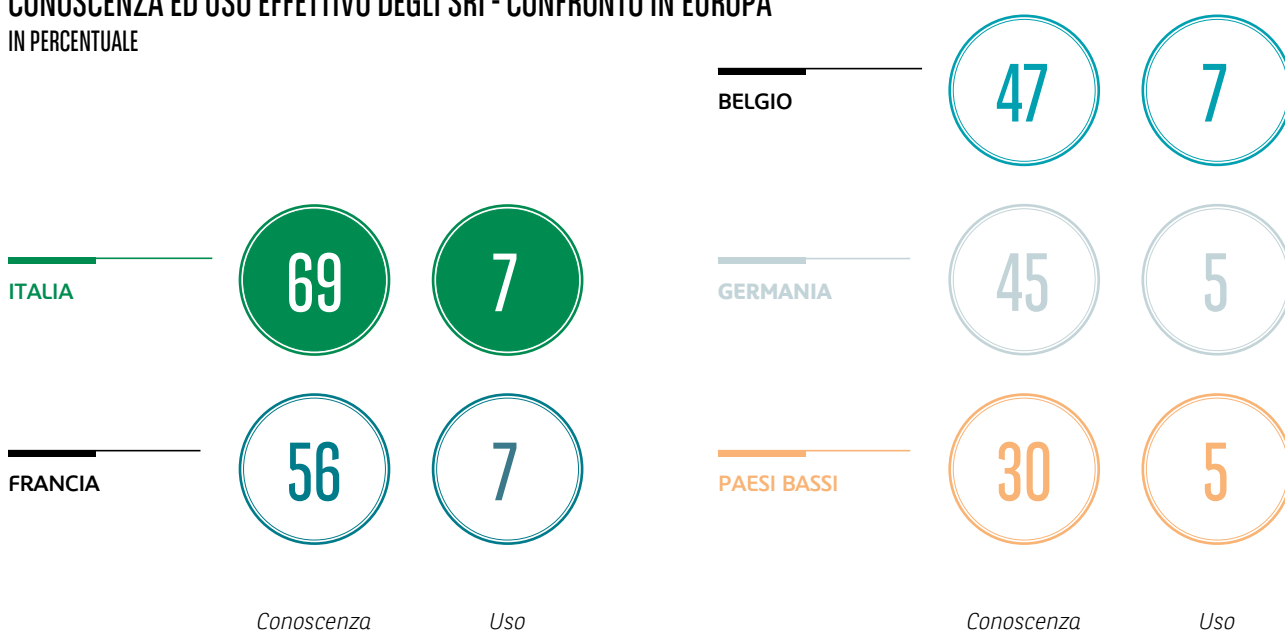 CONOSCENZA ED USO EFFETTIVO DEGLI SRI - CONFRONTO IN EUROPA
IN PERCENTUALE
BELGIO 47 7
ITALIA 69 7
GERMANIA 45 5
FRANCIA 56 7
PAESI BASSI 30 5
Conoscenza Uso Conoscenza Uso